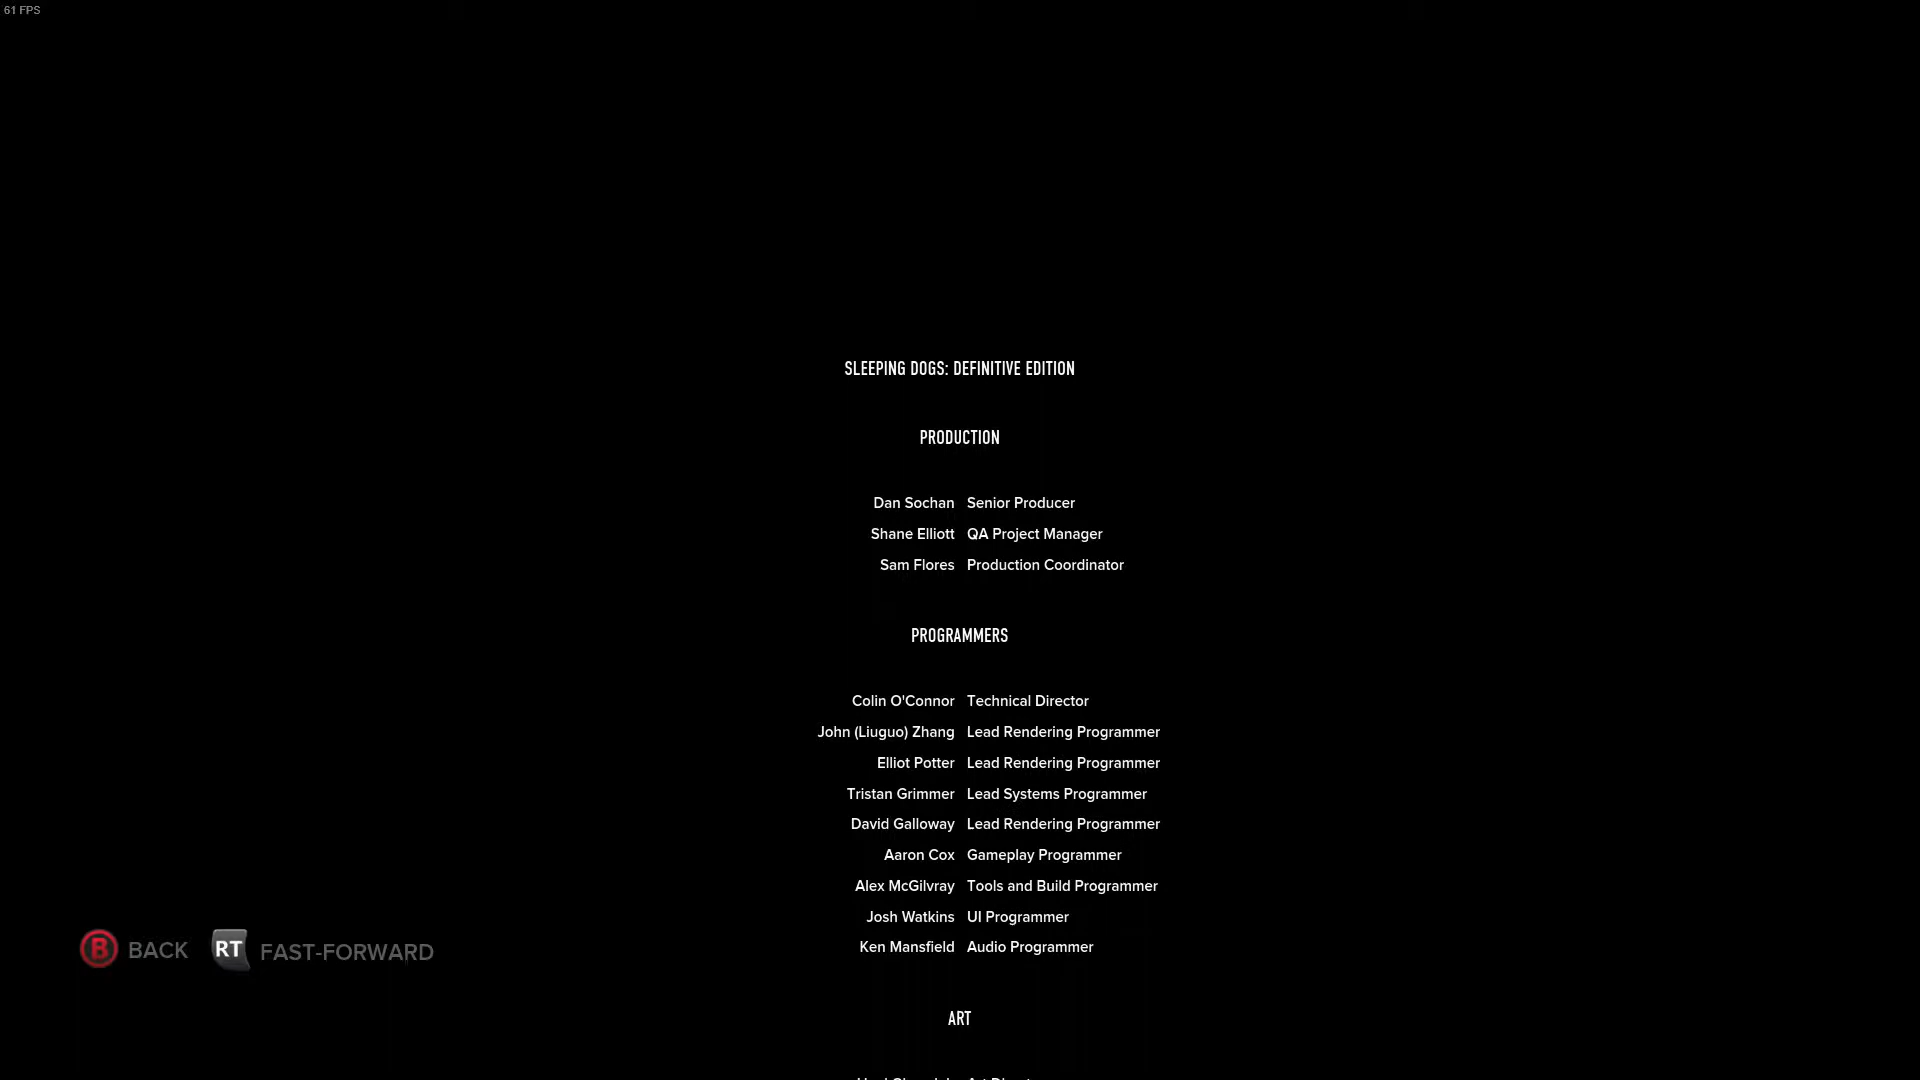 61 FPS
SLEEPING DOGS: DEFINITIVE EDITION
PRODUCTION
Dan Sochan Senior Producer
Shane Elliott QA Project Manager
Sam Flores Production Coordinator
PROGRAMMERS
Colin O'Connor Technical Director
John (Liuguo) Zhang Lead Rendering Programmer
Elliot Potter Lead Rendering Programmer
Tristan Grimmer Lead Systems Programmer
David Galloway Lead Rendering Programmer
Aaron Cox Gameplay Programmer
Alex McGilvray Tools and Build Programmer
Josh Watkins UI Programmer
Ken Mansfield Audio Programmer
B BACK RT FAST-FORWARD
ART